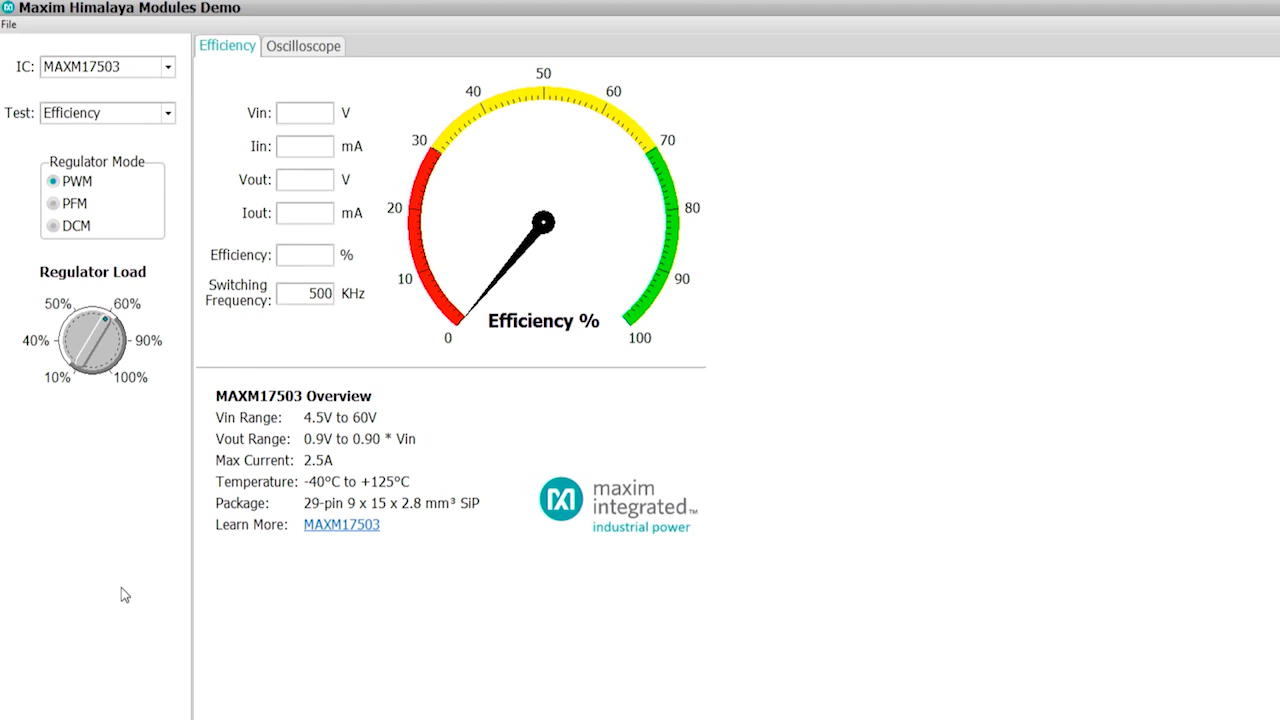 Maxim Himalaya Modules Demo
File
IC: MAXM17503
Test: Efficiency
Regulator Mode
PWM
PFM
DCM
Regulator Load
50% 60%
40% 90%
10% 100%
Efficiency Oscilloscope
Vin: V
Iin: mA
Vout: V
Iout: mA
Efficiency: %
Switching
Frequency: 500 KHz
50
40 60
30 70
20 80
10 90
Efficiency %
0 100
MAXM17503 Overview
Vin Range: 4.5V to 60V
Vout Range: 0.9V to 0.90 * Vin
Max Current: 2.5A
Temperature: -40°C to +125°C
Package: 29-pin 9 x 15 x 2.8 mm³ SiP
Learn More: MAXM17503
maxim
integrated™
industrial power